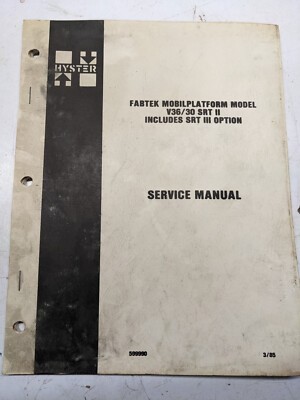 HYSTER
FABTEK MOBILPLATFORM MODEL
V36/30 SRT II
INCLUDES SRT III OPTION
SERVICE MANUAL
599990 3/85